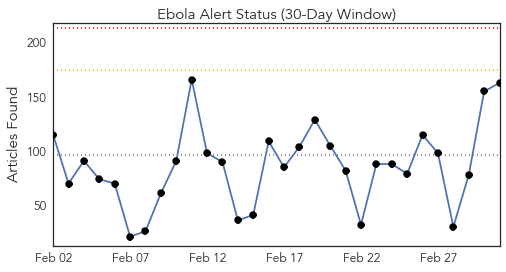 Ebola Alert Status (30-Day Window)
Articles Found
200
150
100
50
Feb 02 Feb 07 Feb 12 Feb 17 Feb 22 Feb 27